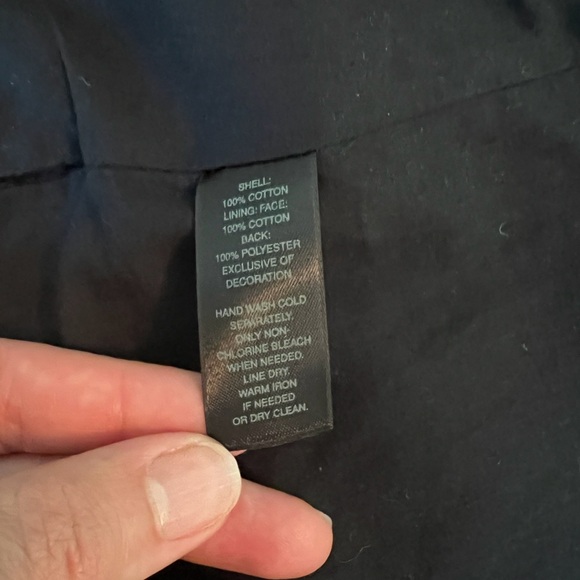 SHELL:
100% COTTON
LINING: FACE:
100% COTTON
BACK:
100% POLYESTER
EXCLUSIVE OF
DECORATION
HAND WASH COLD
SEPARATELY.
ONLY NON-
CHLORINE BLEACH
WHEN NEEDED.
LINE DRY.
WARM IRON
IF NEEDED
OR DRY CLEAN.